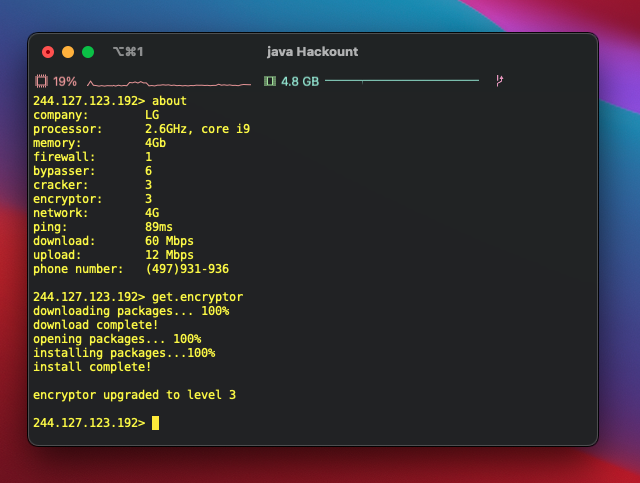 ⌥⌘1 java Hackount
19% 4.8 GB
244.127.123.192> about
company: LG
processor: 2.6GHz, core i9
memory: 4Gb
firewall: 1
bypasser: 6
cracker: 3
encryptor: 3
network: 4G
ping: 89ms
download: 60 Mbps
upload: 12 Mbps
phone number: (497)931-936
244.127.123.192> get.encryptor
downloading packages... 100%
download complete!
opening packages... 100%
installing packages...100%
install complete!
encryptor upgraded to level 3
244.127.123.192>